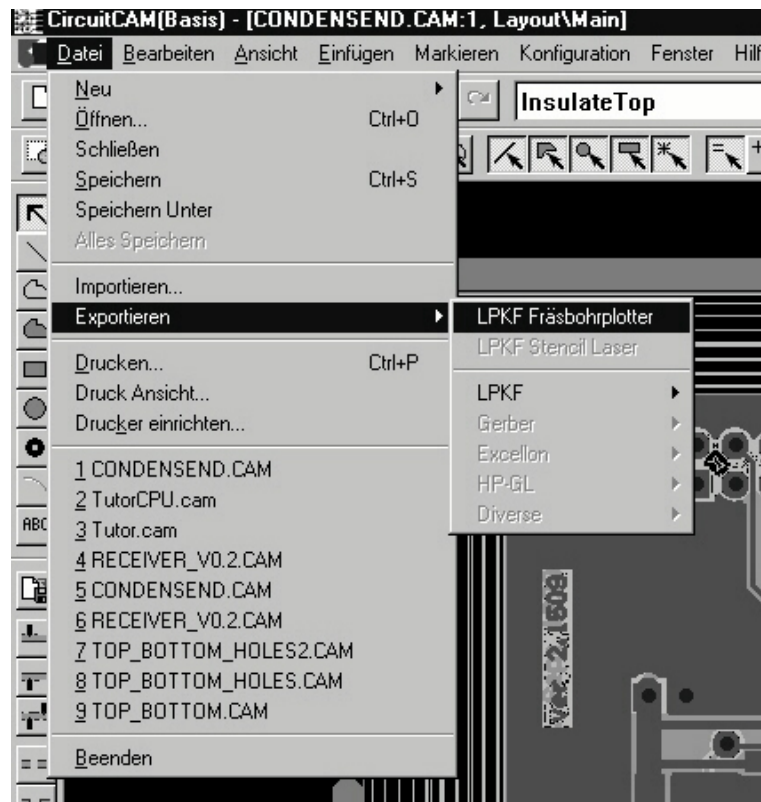 CircuitCAM(Basis) - [CONDENSEND.CAM:1, Layout\Main]
Datei Bearbeiten Ansicht Einfügen Markieren Konfiguration Fenster Hilf
InsulateTop
Neu
Öffnen... Ctrl+O
Schließen
Speichern Ctrl+S
Speichern Unter
Alles Speichern
Importieren...
Exportieren
LPKF Fräsbohrplotter
LPKF Stencil Laser
LPKF
Gerber
Excellon
HP-GL
Diverse
Drucken... Ctrl+P
Druck Ansicht...
Drucker einrichten...
1 CONDENSEND.CAM
2 TutorCPU.cam
3 Tutor.cam
4 RECEIVER_V0.2.CAM
5 CONDENSEND.CAM
6 RECEIVER_V0.2.CAM
7 TOP_BOTTOM_HOLES2.CAM
8 TOP_BOTTOM_HOLES.CAM
9 TOP_BOTTOM.CAM
Beenden
ABC